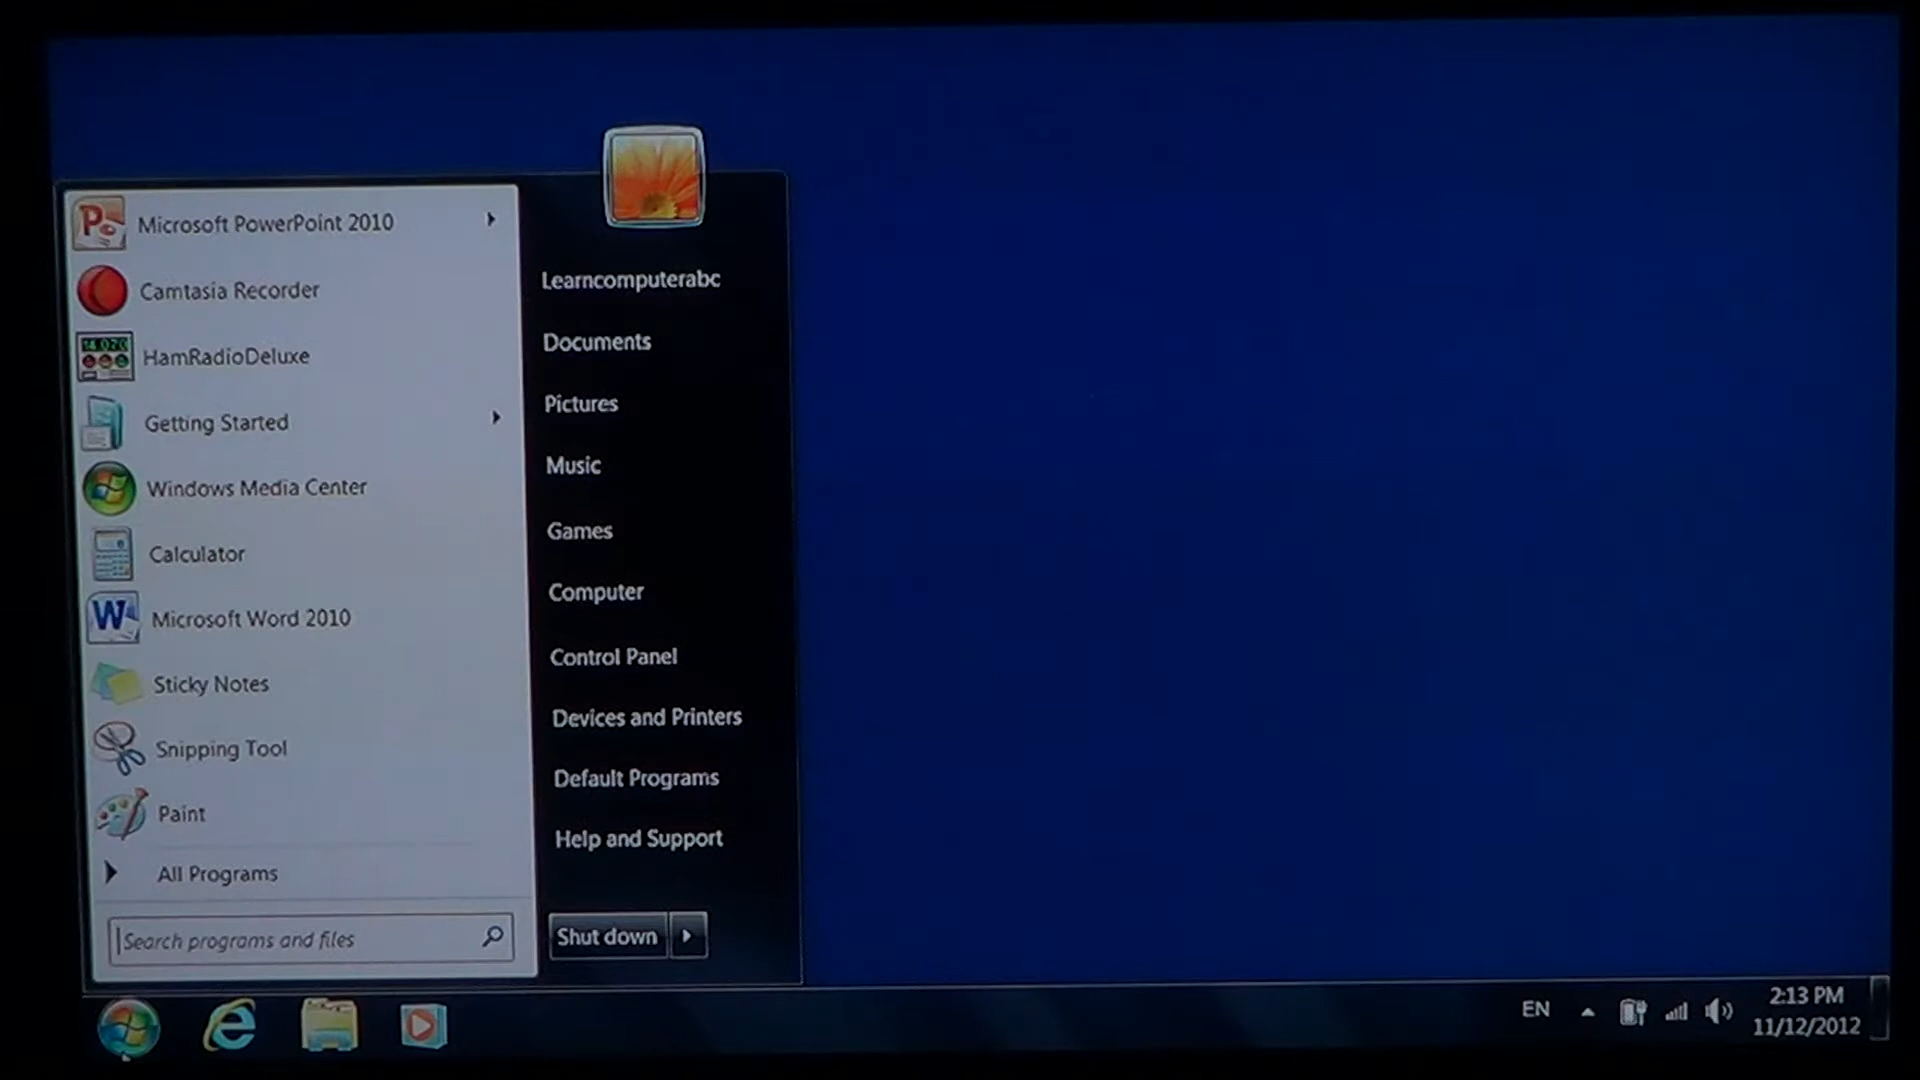 Microsoft PowerPoint 2010
Camtasia Recorder
14.070
HamRadioDeluxe
Getting Started
Windows Media Center
Calculator
Microsoft Word 2010
Sticky Notes
Snipping Tool
Paint
All Programs
Search programs and files
Learncomputerabc
Documents
Pictures
Music
Games
Computer
Control Panel
Devices and Printers
Default Programs
Help and Support
Shut down
EN
2:13 PM
11/12/2012